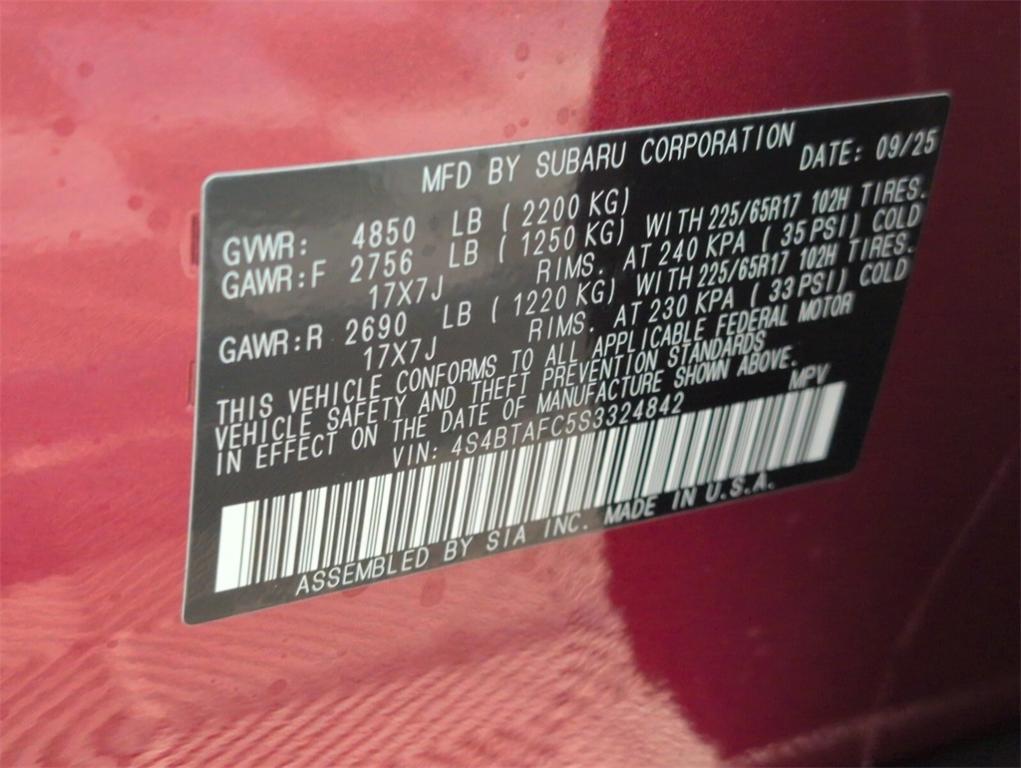 MFD BY SUBARU CORPORATION DATE: 09/25
GVWR: 4850 LB ( 2200 KG)
GAWR:F 2756 LB ( 1250 KG) WITH 225/65R17 102H TIRES.
17X7J RIMS. AT 240 KPA ( 35 PSI) COLD
GAWR:R 2690 LB ( 1220 KG) WITH 225/65R17 102H TIRES.
17X7J RIMS. AT 230 KPA ( 33 PSI) COLD
THIS VEHICLE CONFORMS TO ALL APPLICABLE FEDERAL MOTOR
VEHICLE SAFETY AND THEFT PREVENTION STANDARDS
IN EFFECT ON THE DATE OF MANUFACTURE SHOWN ABOVE.
VIN: 4S4BTAFC5S3324842 MPV
ASSEMBLED BY SIA INC. MADE IN U.S.A.